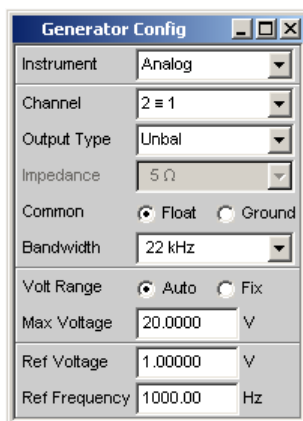 Generator Config
Instrument Analog
Channel 2 ≡ 1
Output Type Unbal
Impedance 5 Ω
Common Float Ground
Bandwidth 22 kHz
Volt Range Auto Fix
Max Voltage 20.0000 V
Ref Voltage 1.00000 V
Ref Frequency 1000.00 Hz